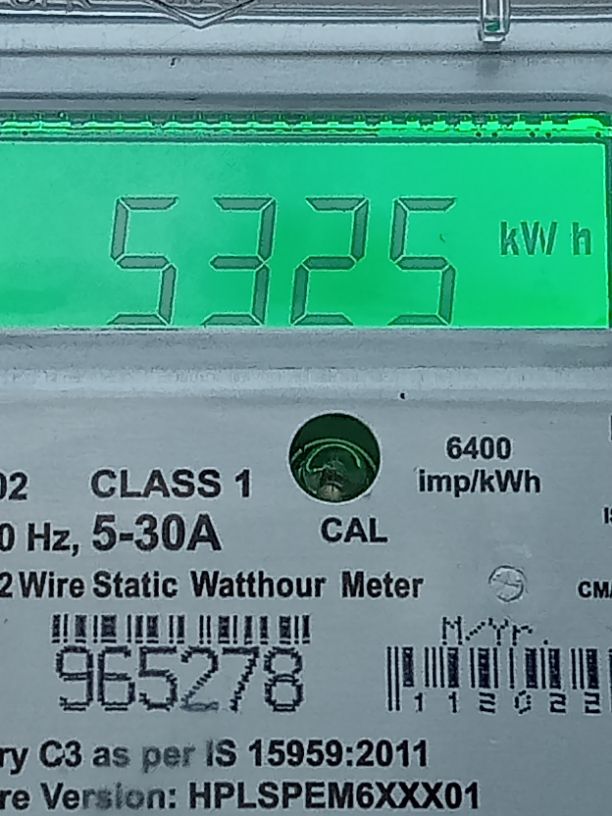 5325 kWh
02 CLASS 1
6400
imp/kWh
0 Hz, 5-30A
CAL
2 Wire Static Watthour Meter
CM
M/Yr.
965278
112022
ry C3 as per IS 15959:2011
re Version: HPLSPEM6XXX01